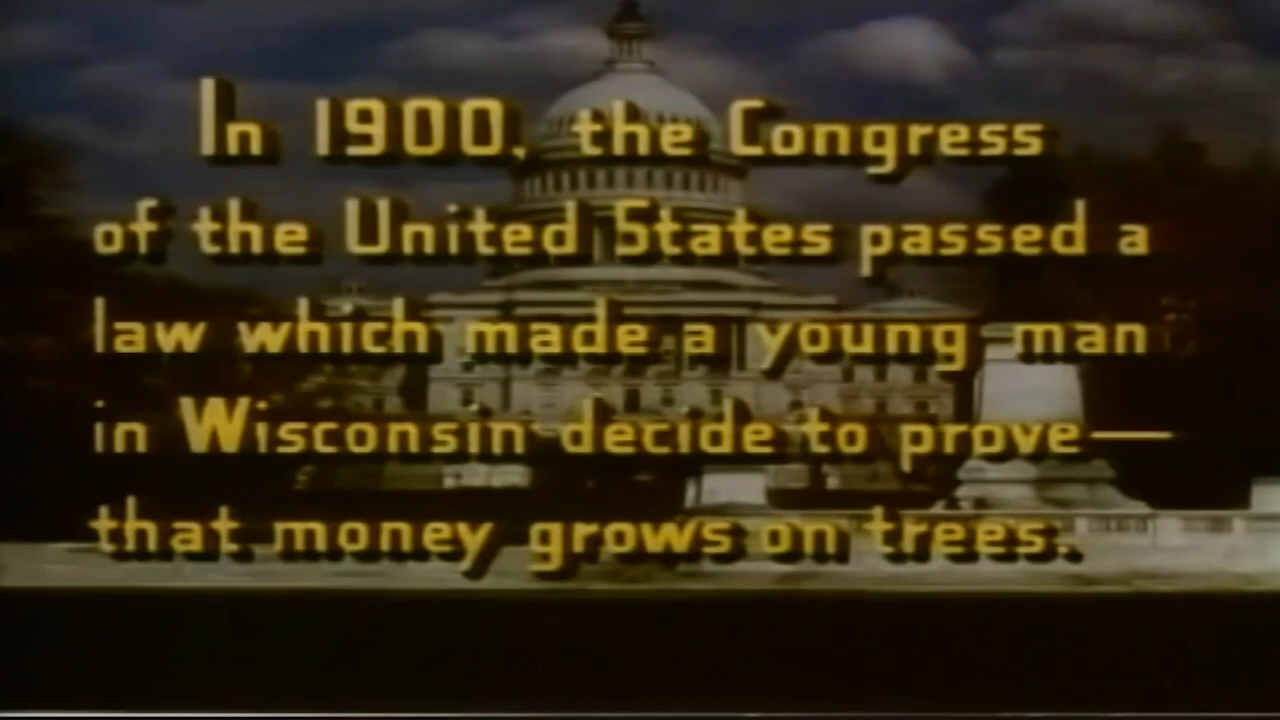 In 1900, the Congress
of the United States passed a
law which made a young man
in Wisconsin decide to prove—
that money grows on trees.